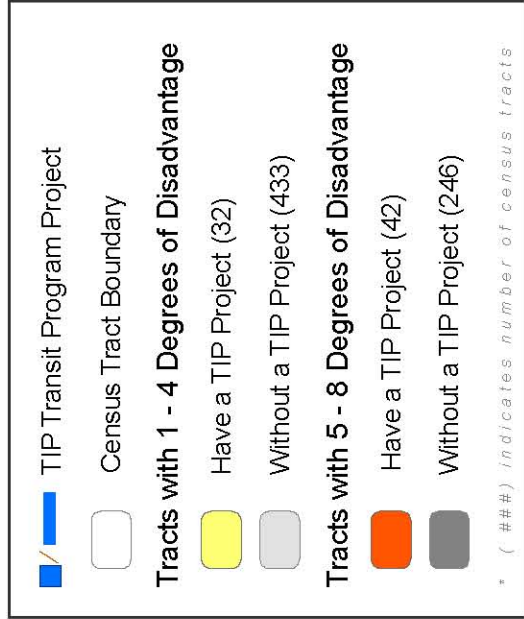 TIP Transit Program Project
Census Tract Boundary
Tracts with 1 - 4 Degrees of Disadvantage
Have a TIP Project (32)
Without a TIP Project (433)
Tracts with 5 - 8 Degrees of Disadvantage
Have a TIP Project (42)
Without a TIP Project (246)
* ( ###) indicates number of census tracts